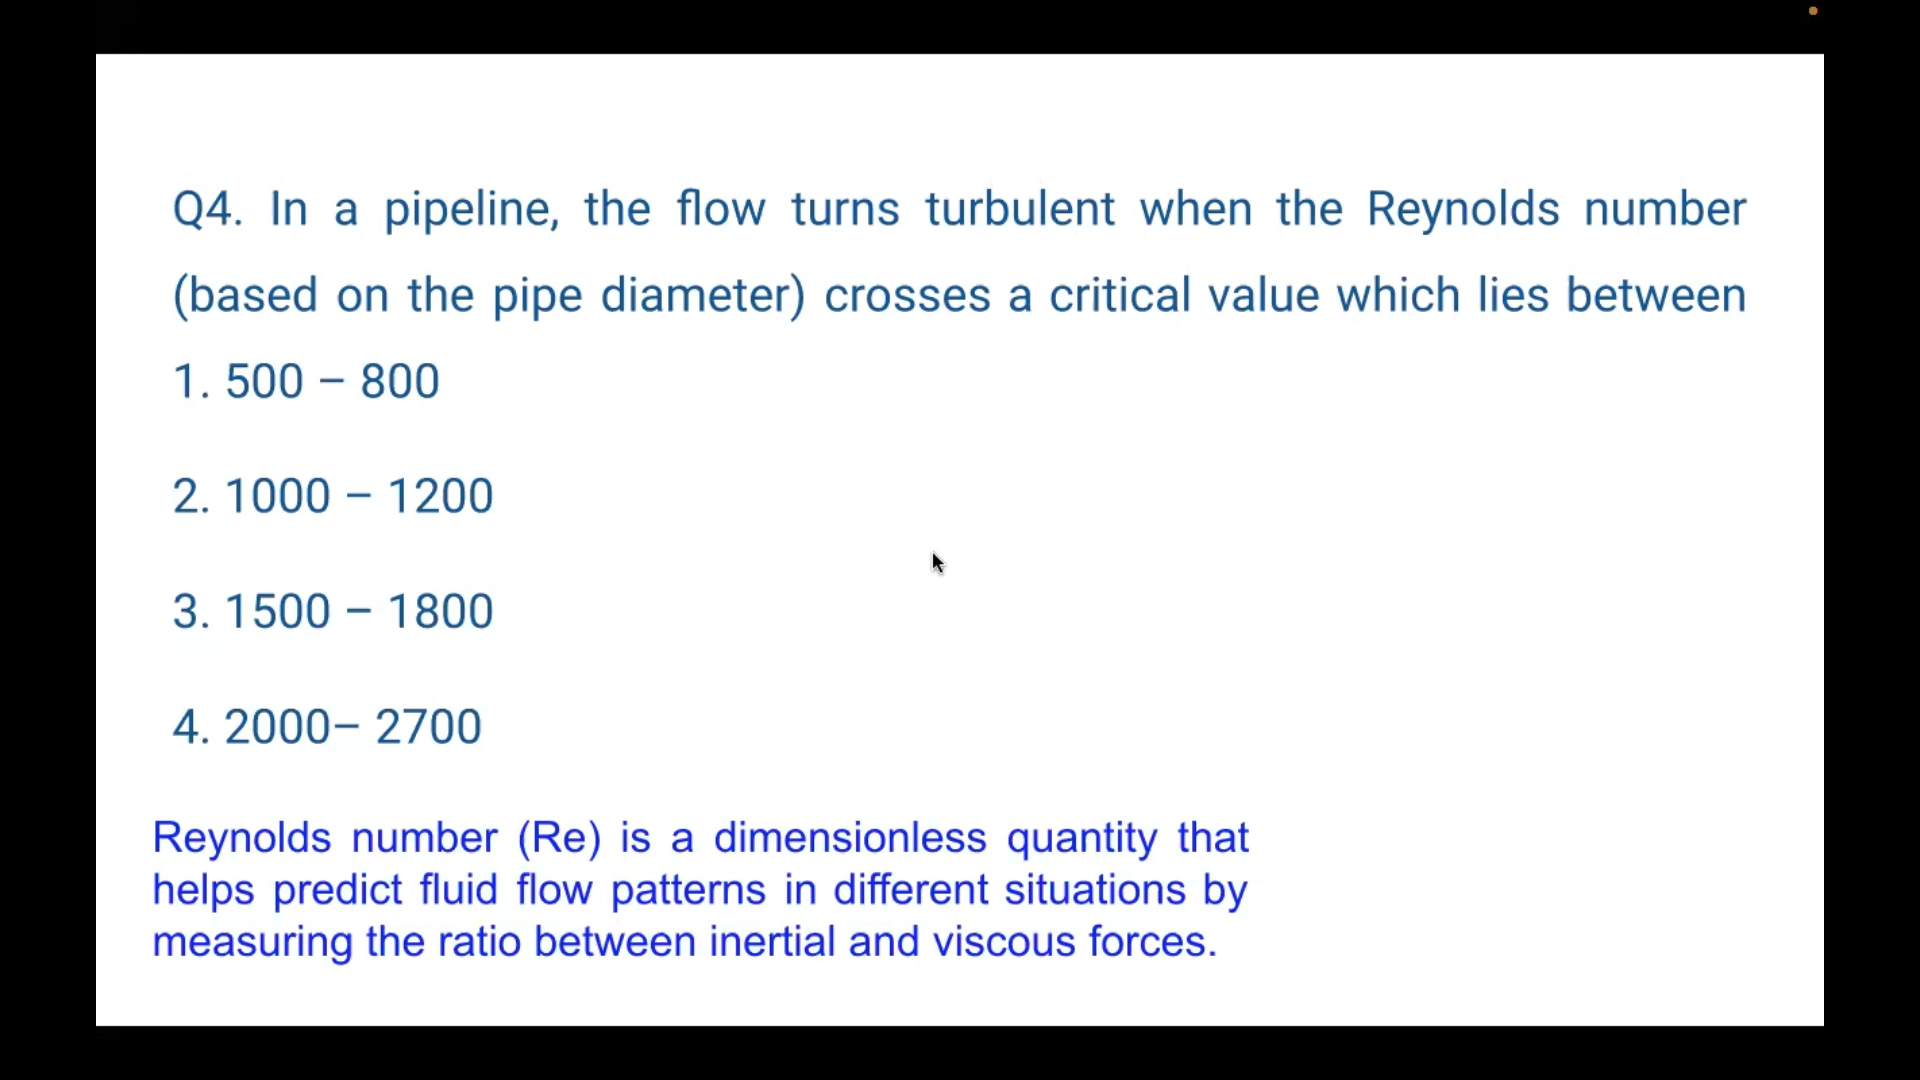 Q4. In a pipeline, the flow turns turbulent when the Reynolds number
(based on the pipe diameter) crosses a critical value which lies between
1. 500 – 800
2. 1000 – 1200
3. 1500 – 1800
4. 2000– 2700
Reynolds number (Re) is a dimensionless quantity that
helps predict fluid flow patterns in different situations by
measuring the ratio between inertial and viscous forces.